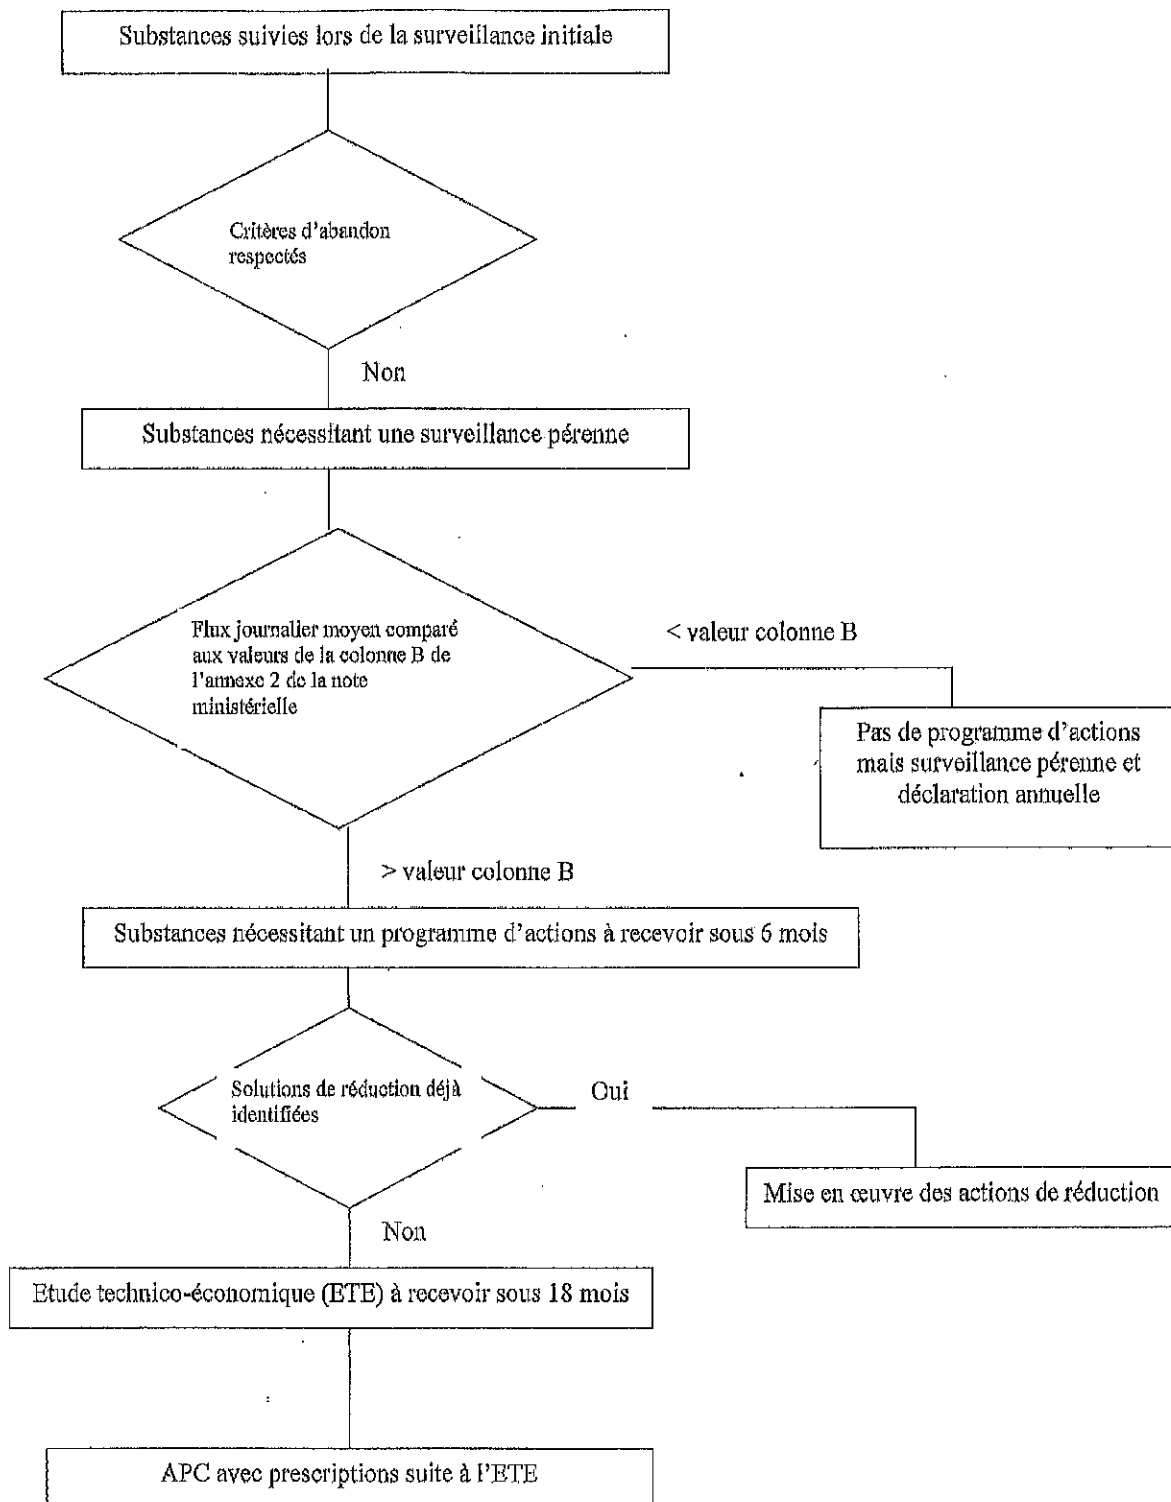 Substances suivies lors de la surveillance initiale
Critères d'abandon
respectés
Non
Substances nécessitant une surveillance pérenne
Flux journalier moyen comparé
aux valeurs de la colonne B de
l'annexe 2 de la note
ministérielle
< valeur colonne B
Pas de programme d'actions
mais surveillance pérenne et
déclaration annuelle
> valeur colonne B
Substances nécessitant un programme d'actions à recevoir sous 6 mois
Solutions de réduction déjà
identifiées
Oui
Mise en œuvre des actions de réduction
Non
Etude technico-économique (ETE) à recevoir sous 18 mois
APC avec prescriptions suite à l'ETE